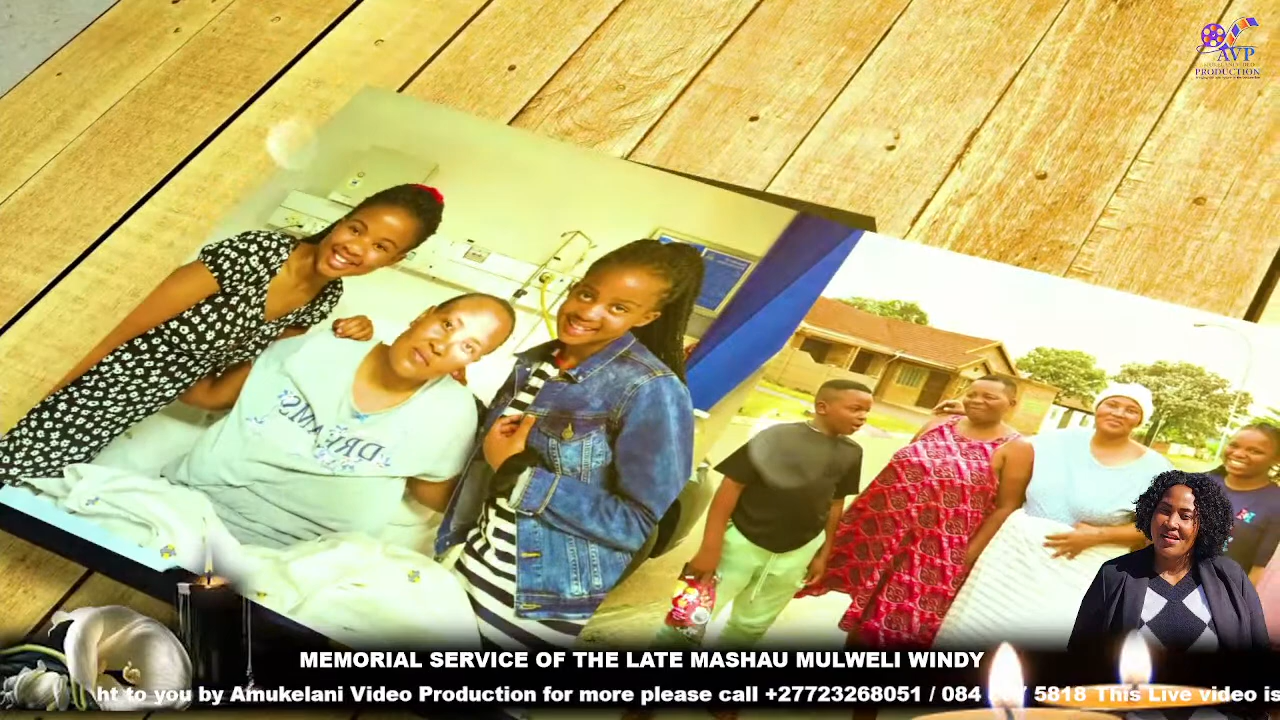 AVP
PRODUCTION
DREAMS
MEMORIAL SERVICE OF THE LATE MASHAU MULWELI WINDY
ht to you by Amukelani Video Production for more please call +27723268051 / 084 5818 This Live video is